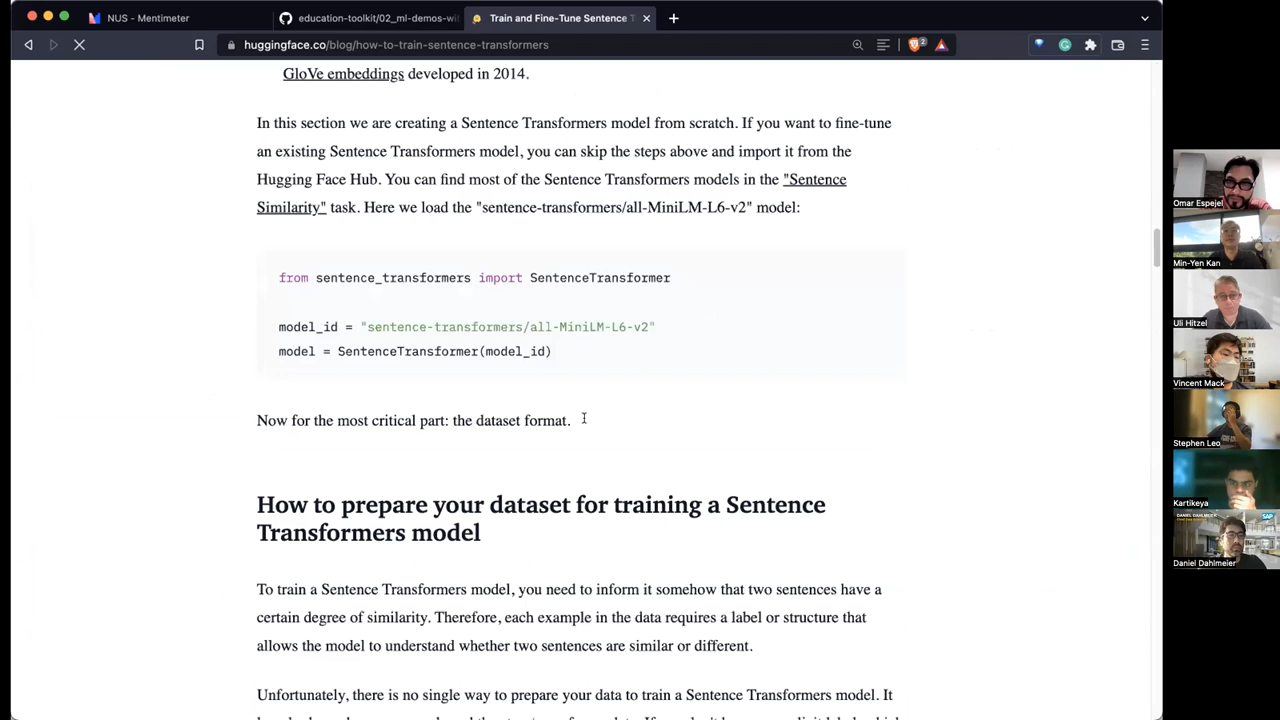 NUS - Mentimeter
education-toolkit/02_ml-demos-wi
Train and Fine-Tune Sentence T
huggingface.co/blog/how-to-train-sentence-transformers
2
GloVe embeddings developed in 2014.
In this section we are creating a Sentence Transformers model from scratch. If you want to fine-tune
an existing Sentence Transformers model, you can skip the steps above and import it from the
Hugging Face Hub. You can find most of the Sentence Transformers models in the "Sentence
Similarity" task. Here we load the "sentence-transformers/all-MiniLM-L6-v2" model:
from sentence_transformers import SentenceTransformer
model_id = "sentence-transformers/all-MiniLM-L6-v2"
model = SentenceTransformer(model_id)
Now for the most critical part: the dataset format.
How to prepare your dataset for training a Sentence
Transformers model
To train a Sentence Transformers model, you need to inform it somehow that two sentences have a
certain degree of similarity. Therefore, each example in the data requires a label or structure that
allows the model to understand whether two sentences are similar or different.
Unfortunately, there is no single way to prepare your data to train a Sentence Transformers model. It
Omar Espejel
Min-Yen Kan
Uli Hitzel
Vincent Mack
Stephen Leo
Kartikeya
DANIEL DAHLMEIER
SAP
Daniel Dahlmeier